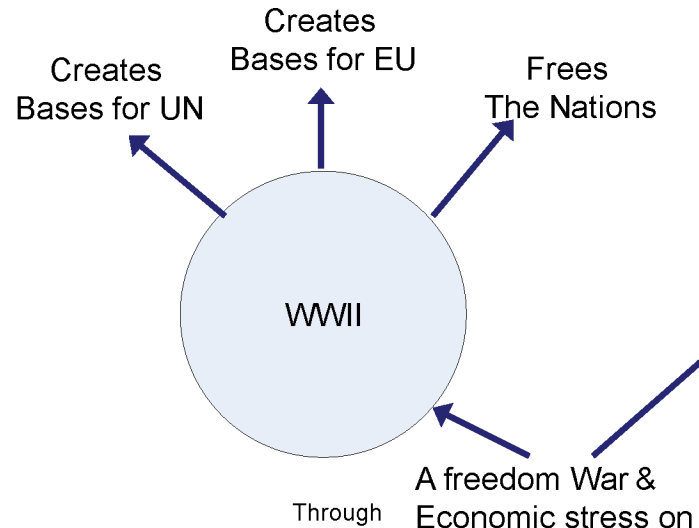 Creates
Bases for EU
Creates
Bases for UN
Frees
The Nations
WWII
A freedom War &
Through
Economic stress on